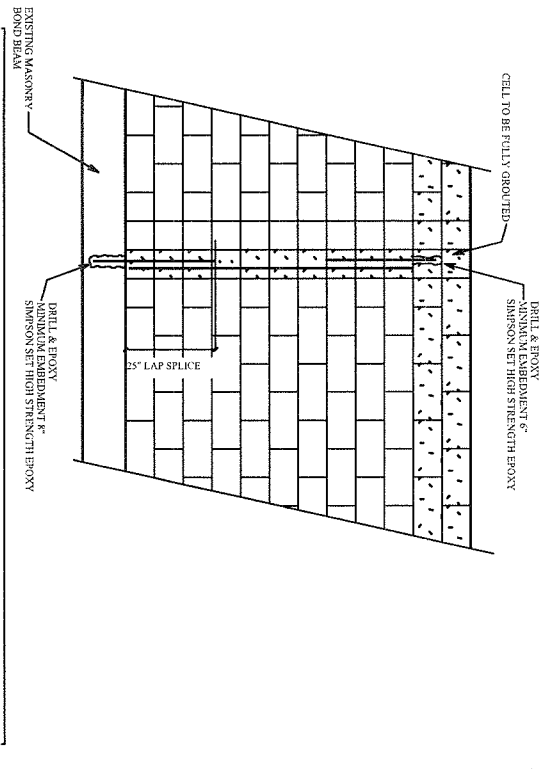 CELL TO BE FULLY GROUTED
DRILL & EPOXY
MINIMUM EMBEDMENT 6"
SIMPSON SET HIGH STRENGTH EPOXY
25" LAP SPLICE
EXISTING MASONRY
BOND BEAM
DRILL & EPOXY
MINIMUM EMBEDMENT 8"
SIMPSON SET HIGH STRENGTH EPOXY